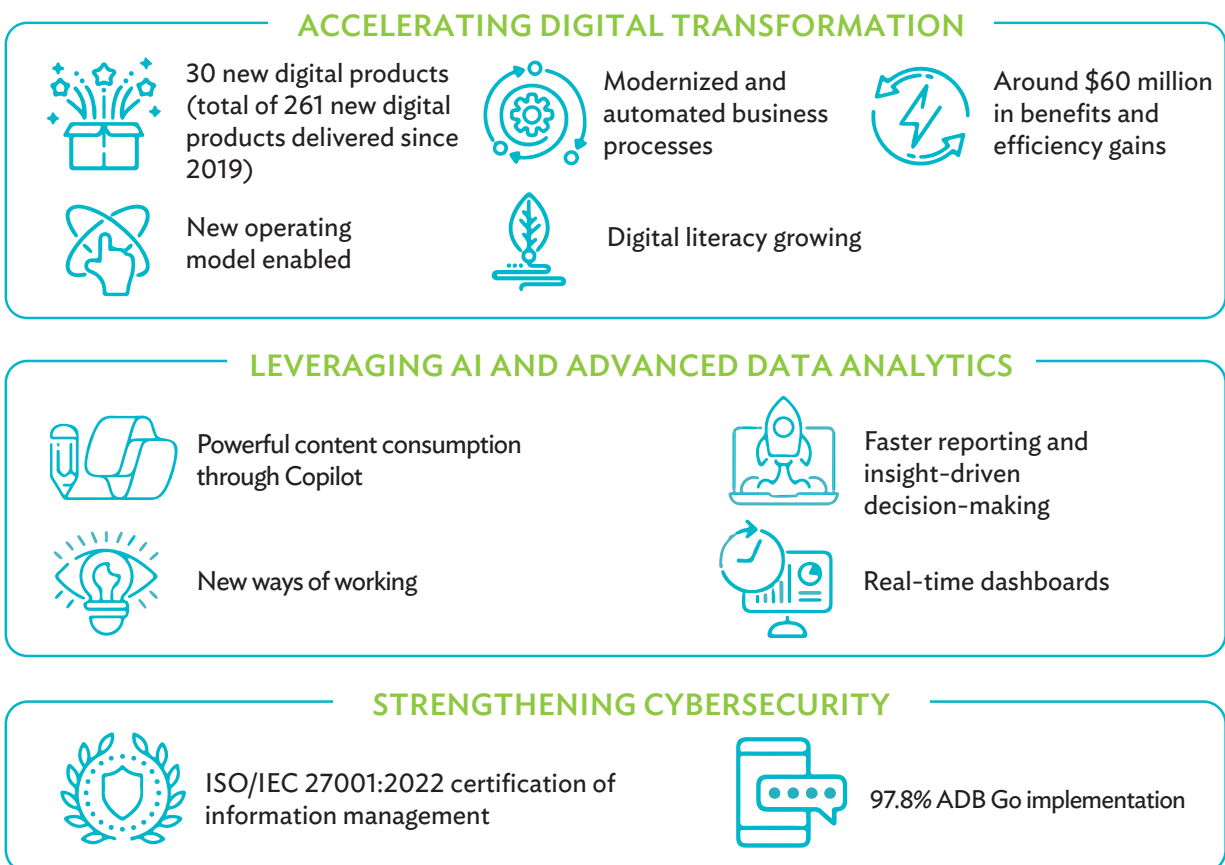 ACCELERATING DIGITAL TRANSFORMATION
30 new digital products
(total of 261 new digital
products delivered since
2019)
Modernized and
automated business
processes
Around $60 million
in benefits and
efficiency gains
New operating
model enabled
Digital literacy growing
LEVERAGING AI AND ADVANCED DATA ANALYTICS
Powerful content consumption
through Copilot
Faster reporting and
insight-driven
decision-making
New ways of working
Real-time dashboards
STRENGTHENING CYBERSECURITY
ISO/IEC 27001:2022 certification of
information management
97.8% ADB Go implementation